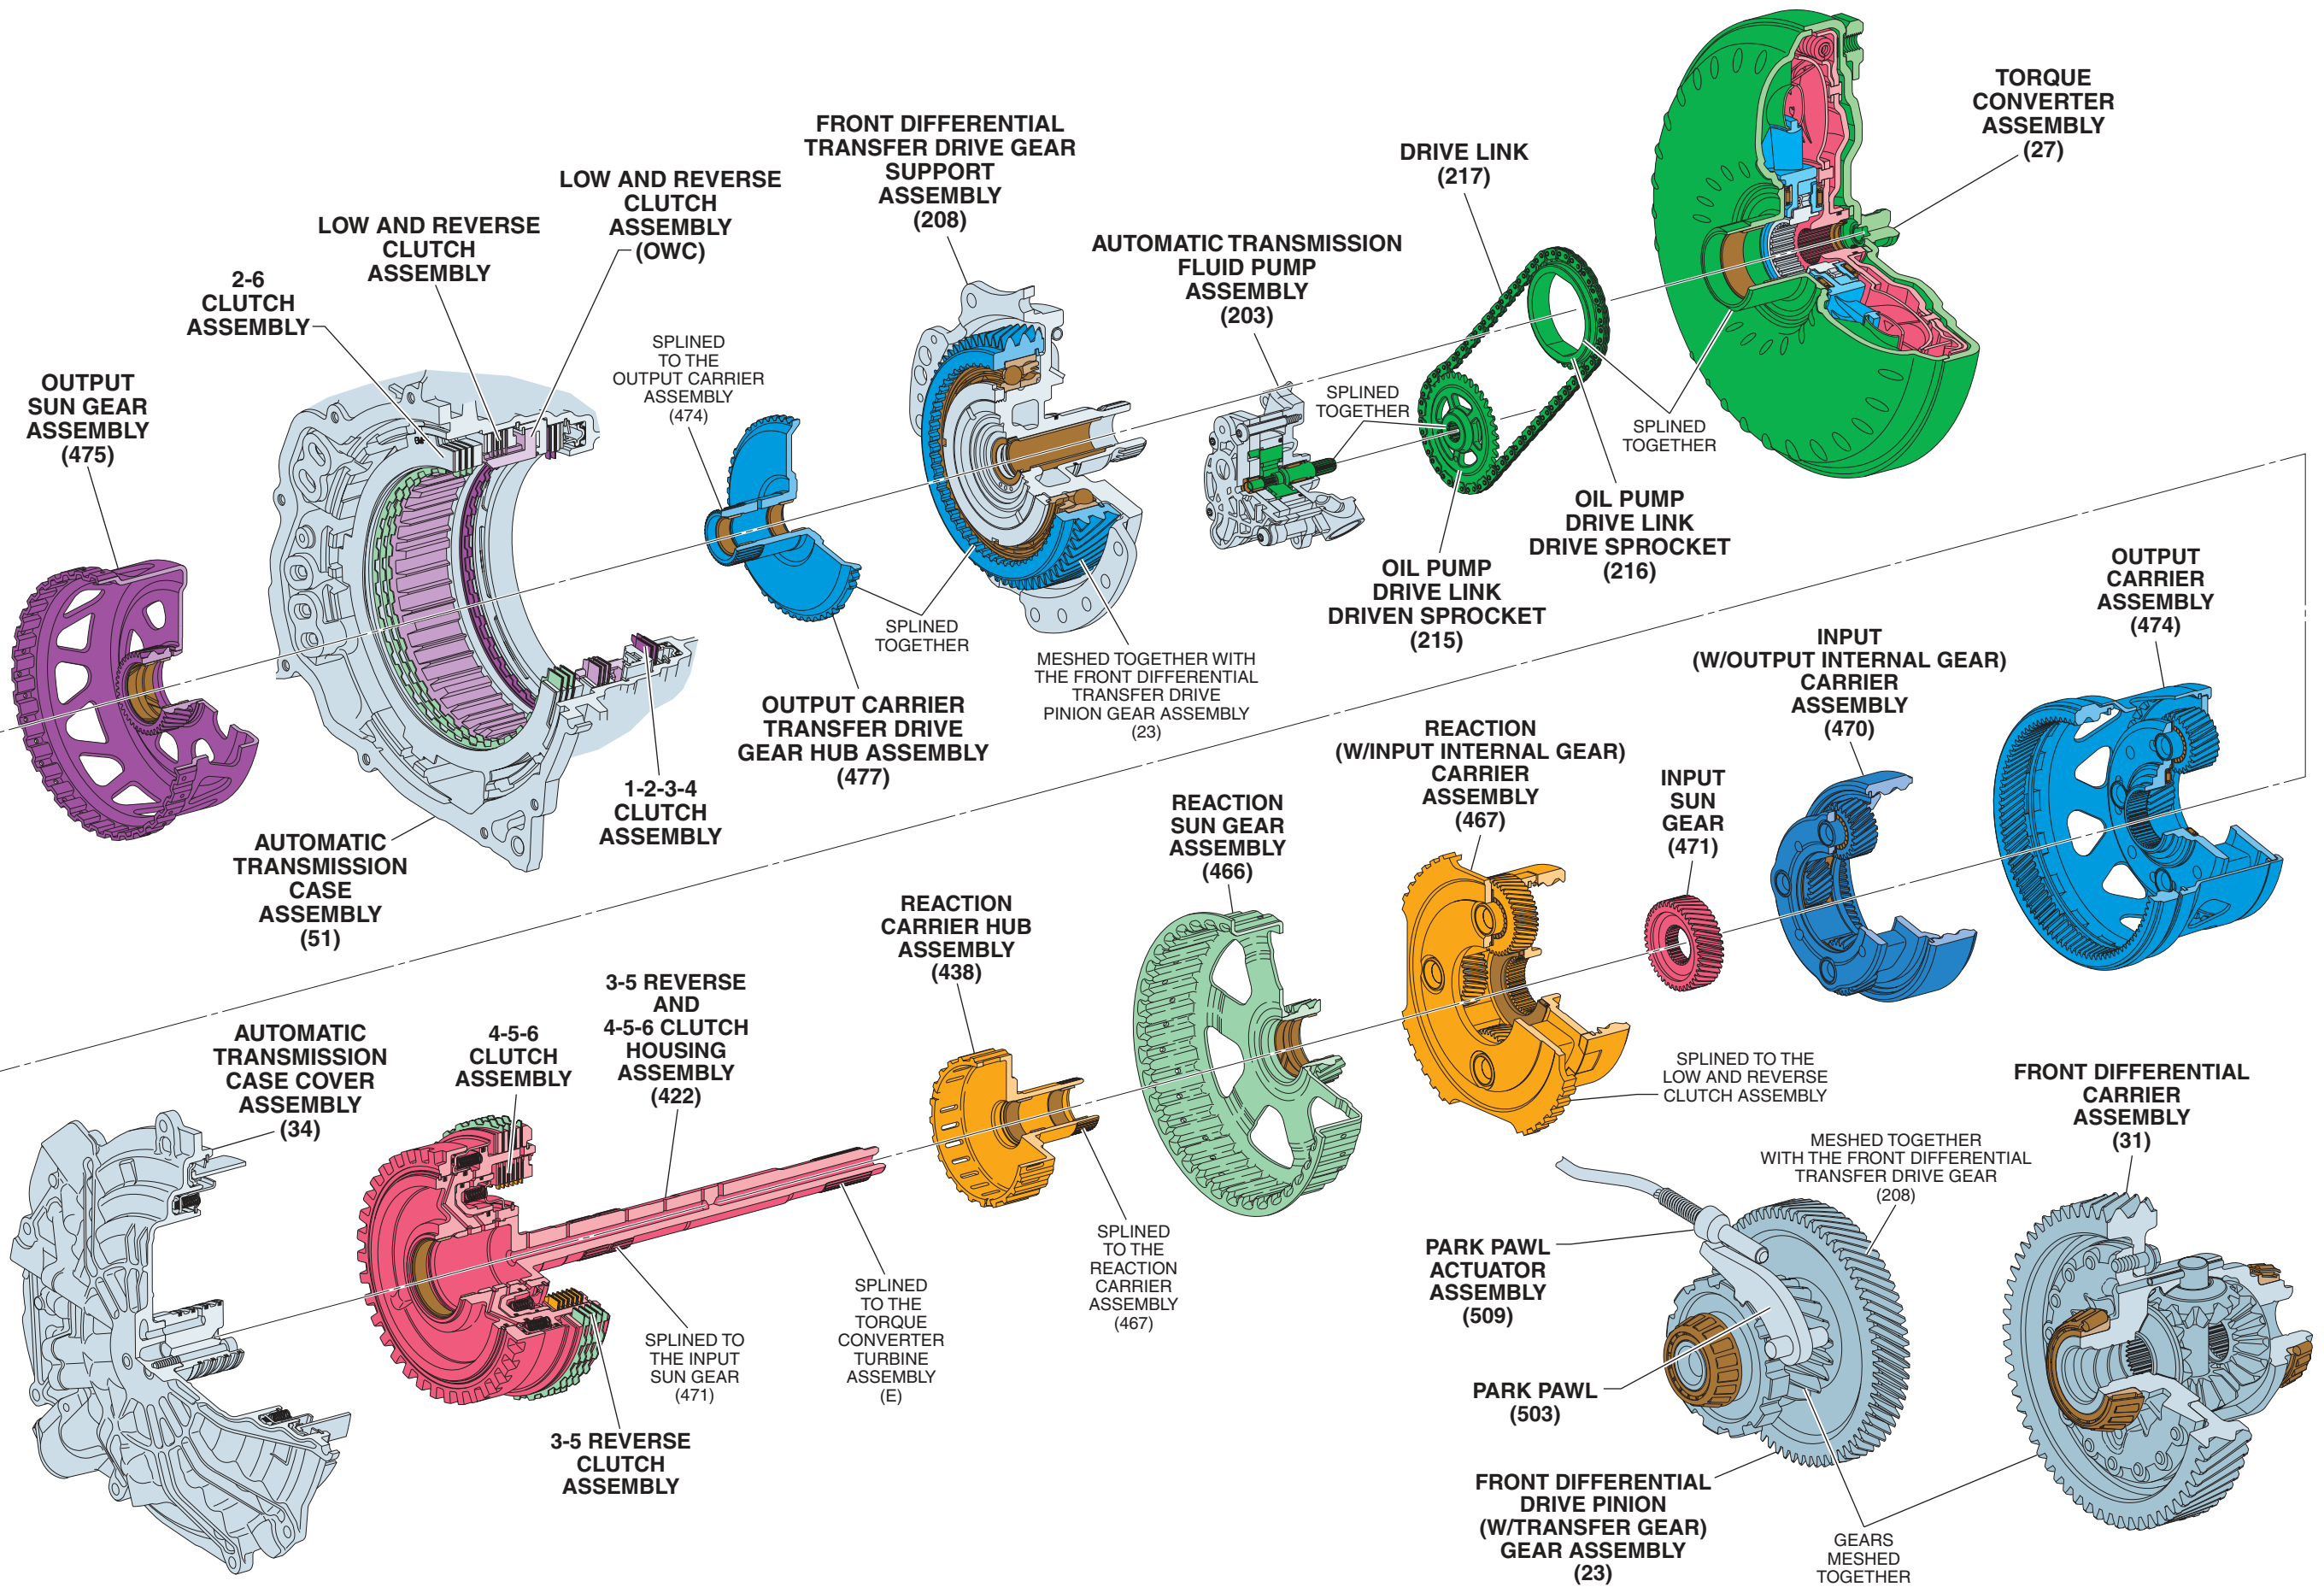 TORQUE
CONVERTER
ASSEMBLY
(27)
FRONT DIFFERENTIAL
TRANSFER DRIVE GEAR
SUPPORT
ASSEMBLY
(208)
DRIVE LINK
(217)
LOW AND REVERSE
CLUTCH
ASSEMBLY
(OWC)
LOW AND REVERSE
CLUTCH
ASSEMBLY
AUTOMATIC TRANSMISSION
FLUID PUMP
ASSEMBLY
(203)
2-6
CLUTCH
ASSEMBLY
SPLINED
TO THE
OUTPUT CARRIER
ASSEMBLY
(474)
OUTPUT
SUN GEAR
ASSEMBLY
(475)
SPLINED
TOGETHER
SPLINED
TOGETHER
OIL PUMP
DRIVE LINK
DRIVE SPROCKET
(216)
OIL PUMP
DRIVE LINK
DRIVEN SPROCKET
(215)
SPLINED
TOGETHER
MESHED TOGETHER WITH
THE FRONT DIFFERENTIAL
TRANSFER DRIVE
PINION GEAR ASSEMBLY
(23)
OUTPUT CARRIER
TRANSFER DRIVE
GEAR HUB ASSEMBLY
(477)
1-2-3-4
CLUTCH
ASSEMBLY
AUTOMATIC
TRANSMISSION
CASE
ASSEMBLY
(51)
OUTPUT
CARRIER
ASSEMBLY
(474)
INPUT
(W/OUTPUT INTERNAL GEAR)
CARRIER
ASSEMBLY
(470)
REACTION
(W/INPUT INTERNAL GEAR)
CARRIER
ASSEMBLY
(467)
INPUT
SUN
GEAR
(471)
REACTION
SUN GEAR
ASSEMBLY
(466)
REACTION
CARRIER HUB
ASSEMBLY
(438)
3-5 REVERSE
AND
4-5-6 CLUTCH
HOUSING
ASSEMBLY
(422)
4-5-6
CLUTCH
ASSEMBLY
AUTOMATIC
TRANSMISSION
CASE COVER
ASSEMBLY
(34)
SPLINED TO THE
LOW AND REVERSE
CLUTCH ASSEMBLY
FRONT DIFFERENTIAL
CARRIER
ASSEMBLY
(31)
MESHED TOGETHER
WITH THE FRONT DIFFERENTIAL
TRANSFER DRIVE GEAR
(208)
SPLINED
TO THE
REACTION
CARRIER
ASSEMBLY
(467)
SPLINED
TO THE
TORQUE
CONVERTER
TURBINE
ASSEMBLY
(E)
SPLINED TO
THE INPUT
SUN GEAR
(471)
3-5 REVERSE
CLUTCH
ASSEMBLY
PARK PAWL
ACTUATOR
ASSEMBLY
(509)
PARK PAWL
(503)
FRONT DIFFERENTIAL
DRIVE PINION
(W/TRANSFER GEAR)
GEAR ASSEMBLY
(23)
GEARS
MESHED
TOGETHER